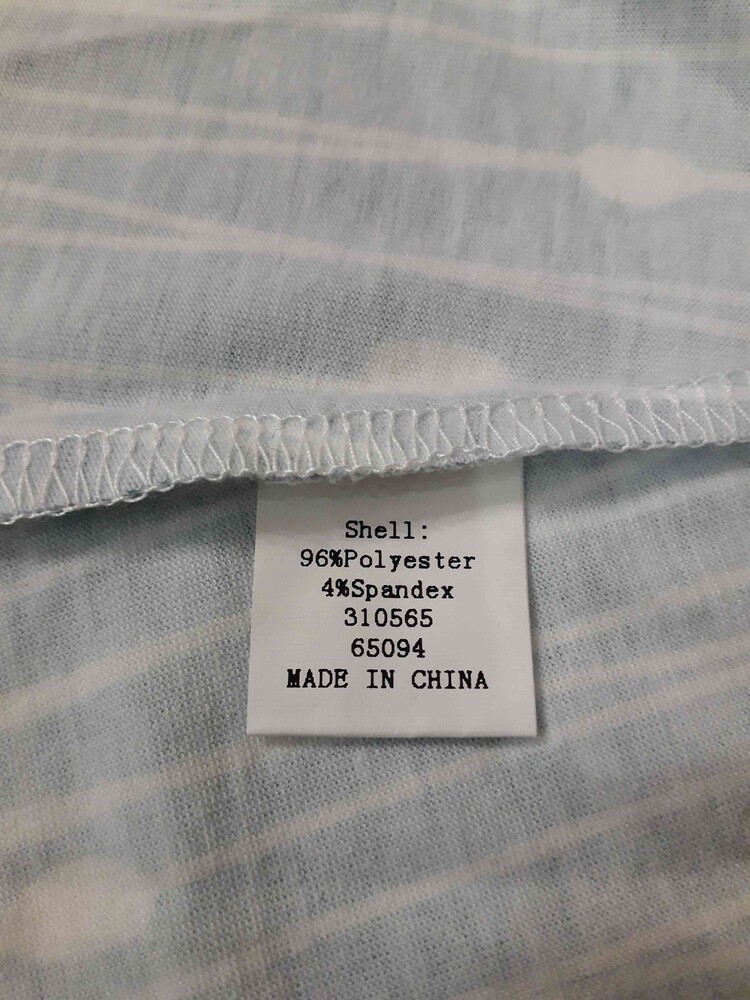 Shell:
96%Polyester
4%Spandex
310565
65094
MADE IN CHINA